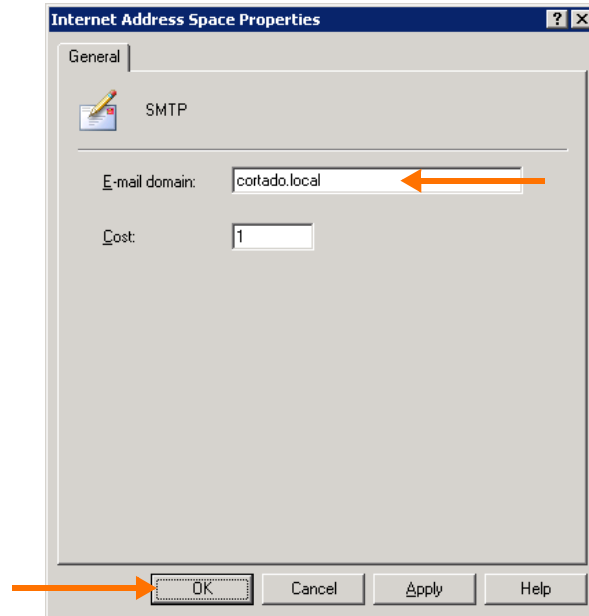 Internet Address Space Properties
General
SMTP
E-mail domain: cortado.local
Cost: 1
OK Cancel Apply Help